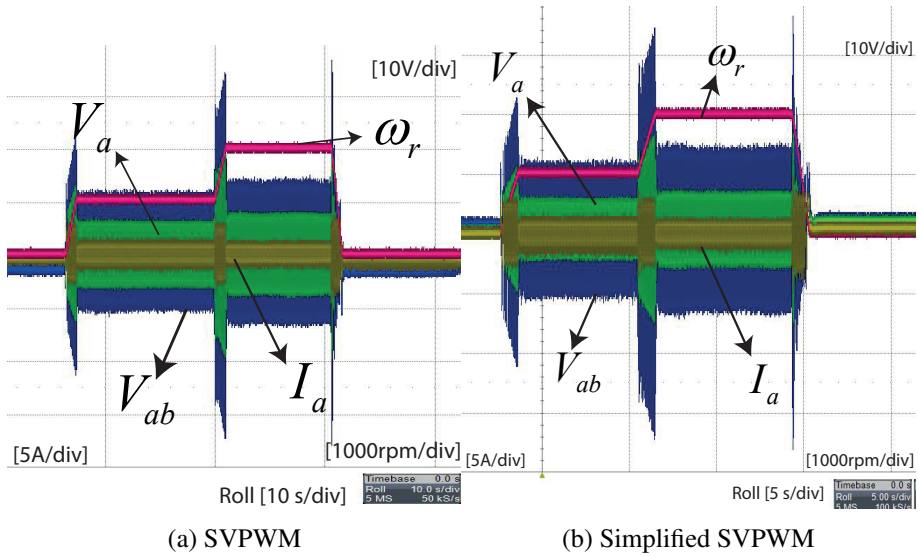 [10V/div]
V_a
ω_r
V_ab
I_a
[5A/div]
[1000rpm/div]
Roll [10 s/div]
Timebase 0.0 s
Roll 10.0 s/div
5 MS 50 kS/s
(a) SVPWM
[10V/div]
V_a
ω_r
V_ab
I_a
[5A/div]
[1000rpm/div]
Roll [5 s/div]
Timebase 0.0 s
Roll 5.00 s/div
5 MS 100 kS/s
(b) Simplified SVPWM